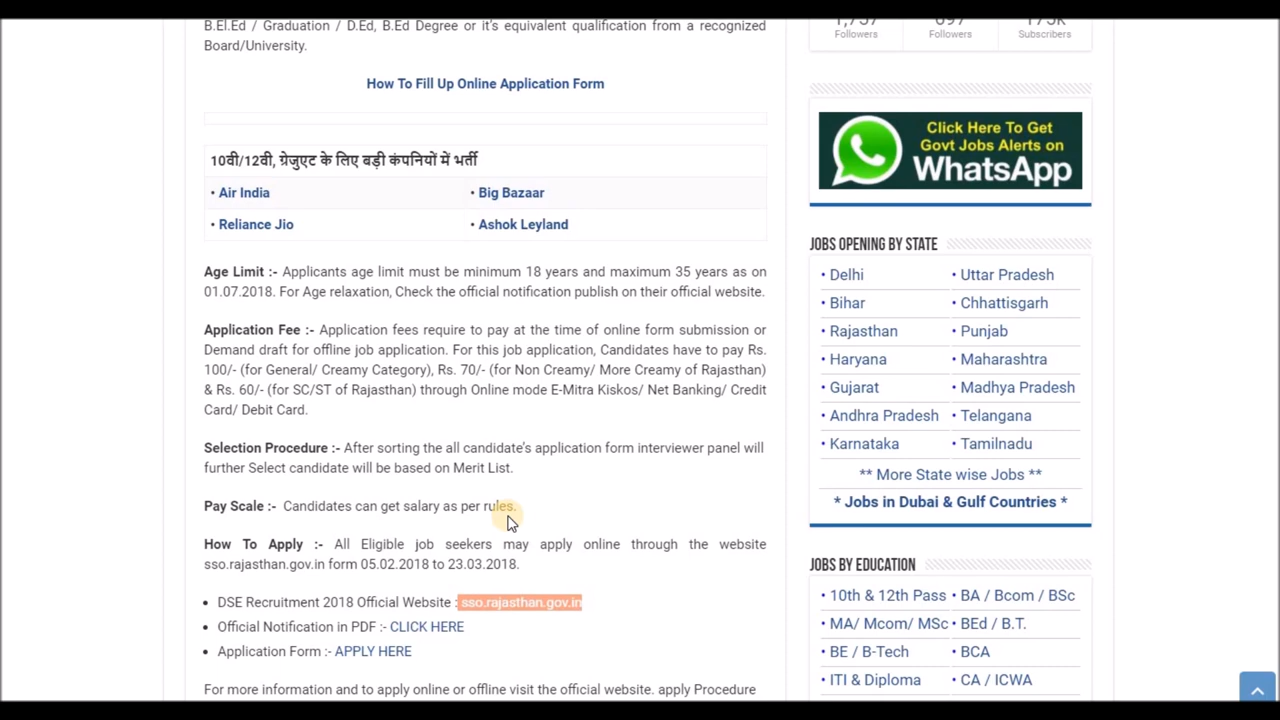 B.El.Ed / Graduation / D.Ed, B.Ed Degree or it's equivalent qualification from a recognized
Board/University.
How To Fill Up Online Application Form
10वी/12वी, ग्रेजुएट के लिए बड़ी कंपनियों में भर्ती
• Air India
• Big Bazaar
• Reliance Jio
• Ashok Leyland
Age Limit :- Applicants age limit must be minimum 18 years and maximum 35 years as on
01.07.2018. For Age relaxation, Check the official notification publish on their official website.
Application Fee :- Application fees require to pay at the time of online form submission or
Demand draft for offline job application. For this job application, Candidates have to pay Rs.
100/- (for General/ Creamy Category), Rs. 70/- (for Non Creamy/ More Creamy of Rajasthan)
& Rs. 60/- (for SC/ST of Rajasthan) through Online mode E-Mitra Kiskos/ Net Banking/ Credit
Card/ Debit Card.
Selection Procedure :- After sorting the all candidate's application form interviewer panel will
further Select candidate will be based on Merit List.
Pay Scale :- Candidates can get salary as per rules.
How To Apply :- All Eligible job seekers may apply online through the website
sso.rajasthan.gov.in form 05.02.2018 to 23.03.2018.
• DSE Recruitment 2018 Official Website : sso.rajasthan.gov.in
• Official Notification in PDF :- CLICK HERE
• Application Form :- APPLY HERE
For more information and to apply online or offline visit the official website. apply Procedure
Followers
Followers
Subscribers
Click Here To Get
Govt Jobs Alerts on
WhatsApp
JOBS OPENING BY STATE
• Delhi
• Uttar Pradesh
• Bihar
• Chhattisgarh
• Rajasthan
• Punjab
• Haryana
• Maharashtra
• Gujarat
• Madhya Pradesh
• Andhra Pradesh
• Telangana
• Karnataka
• Tamilnadu
** More State wise Jobs **
* Jobs in Dubai & Gulf Countries *
JOBS BY EDUCATION
• 10th & 12th Pass
• BA / Bcom / BSc
• MA/ Mcom/ MSc
• BEd / B.T.
• BE / B-Tech
• BCA
• ITI & Diploma
• CA / ICWA